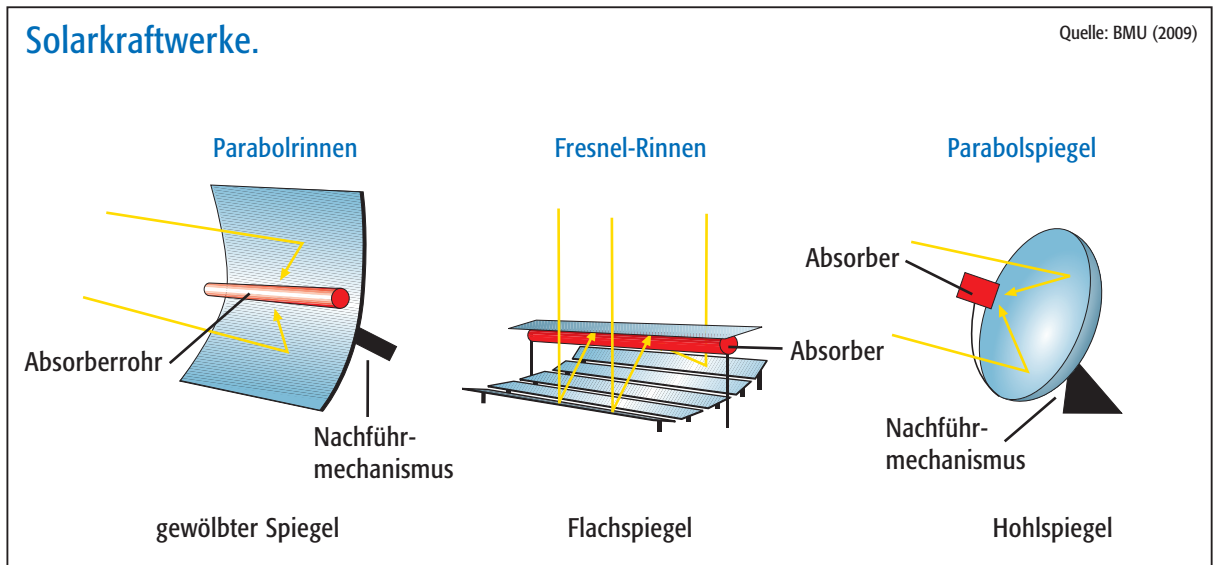 Solarkraftwerke.
Quelle: BMU (2009)
Parabolrinnen
Absorberrohr
Nachführ-
mechanismus
gewölbter Spiegel
Fresnel-Rinnen
Absorber
Flachspiegel
Parabolspiegel
Absorber
Nachführ-
mechanismus
Hohlspiegel